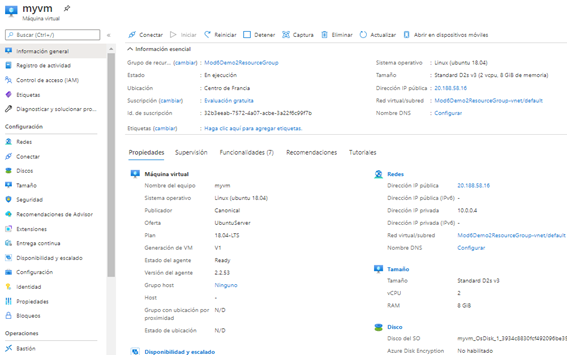 myvm
Máquina virtual
Buscar (Ctrl+/)
«
Conectar
Iniciar
Reiniciar
Detener
Captura
Eliminar
Actualizar
Abrir en dispositivos móviles
Información general
Registro de actividad
Control de acceso (IAM)
Etiquetas
Diagnosticar y solucionar pro...
Configuración
Redes
Conectar
Discos
Tamaño
Seguridad
Recomendaciones de Advisor
Extensiones
Entrega continua
Disponibilidad y escalado
Configuración
Identidad
Propiedades
Bloqueos
Operaciones
Bastión
Información esencial
Grupo de recur... (cambiar) : Mod6Demo2ResourceGroup
Estado : En ejecución
Ubicación : Centro de Francia
Suscripción (cambiar) : Evaluación gratuita
Id. de suscripción : 32b3eeab-7572-4a07-acbe-3a22f6c99f7b
Etiquetas (cambiar) : Haga clic aquí para agregar etiquetas.
Sistema operativo : Linux (ubuntu 18.04)
Tamaño : Standard D2s v3 (2 vcpu, 8 GiB de memoria)
Dirección IP pública : 20.188.58.16
Red virtual/subred : Mod6Demo2ResourceGroup-vnet/default
Nombre DNS : Configurar
Propiedades
Supervisión
Funcionalidades (7)
Recomendaciones
Tutoriales
Máquina virtual
Nombre del equipo myvm
Sistema operativo Linux (ubuntu 18.04)
Publicador Canonical
Oferta UbuntuServer
Plan 18.04-LTS
Generación de VM V1
Estado del agente Ready
Versión del agente 2.2.53
Grupo host Ninguno
Host -
Grupo con ubicación por proximidad N/D
Estado de ubicación N/D
Disponibilidad y escalado
Redes
Dirección IP pública 20.188.58.16
Dirección IP pública (IPv6) -
Dirección IP privada 10.0.0.4
Dirección IP privada (IPv6) -
Red virtual/subred Mod6Demo2ResourceGroup-vnet/default
Nombre DNS Configurar
Tamaño
Tamaño Standard D2s v3
vCPU 2
RAM 8 GiB
Disco
Disco del SO
Azure Disk Encryption No habilitado